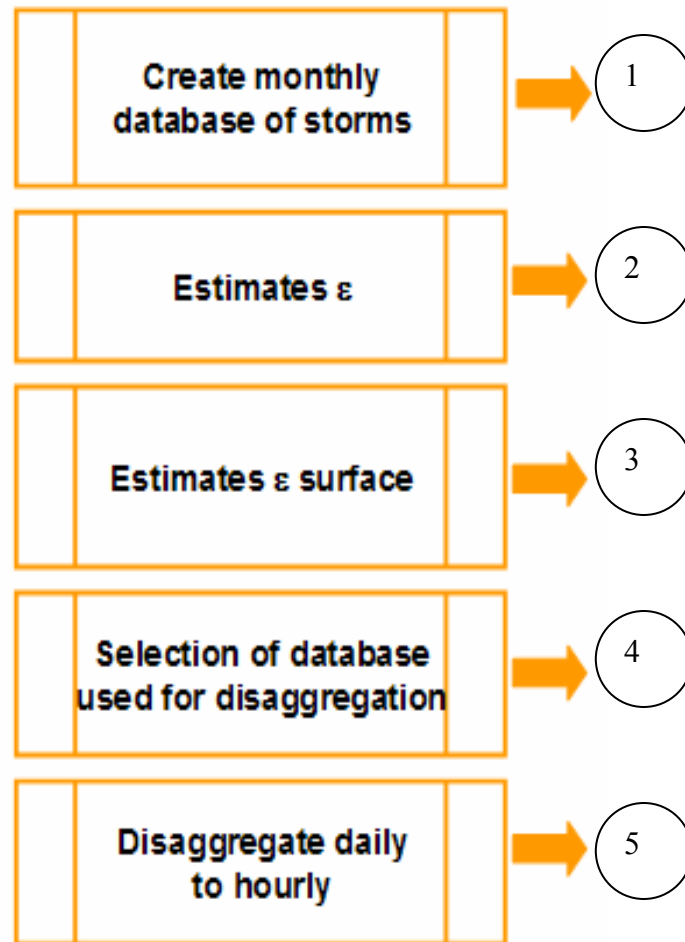 Create monthly
database of storms
1
Estimates ε
2
Estimates ε surface
3
Selection of database
used for disaggregation
4
Disaggregate daily
to hourly
5